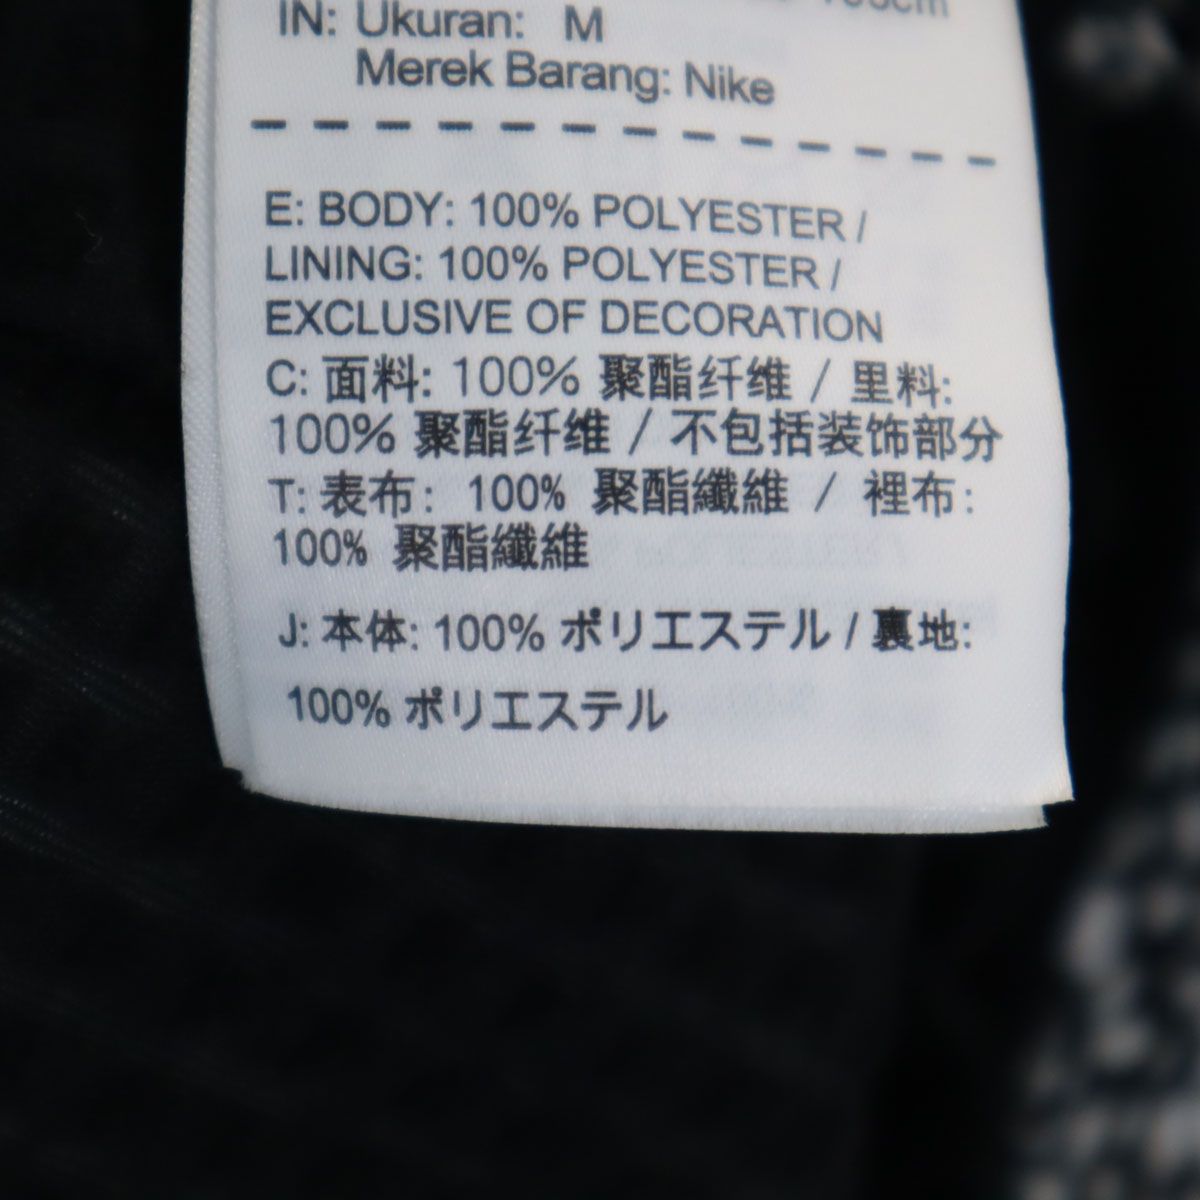 IN: Ukuran: M
Merek Barang: Nike
E: BODY: 100% POLYESTER /
LINING: 100% POLYESTER /
EXCLUSIVE OF DECORATION
C: 面料: 100% 聚酯纤维 / 里料:
100% 聚酯纤维 / 不包括装饰部分
T: 表布: 100% 聚酯纖維 / 裡布:
100% 聚酯纖維
J: 本体: 100% ポリエステル / 裏地:
100% ポリエステル